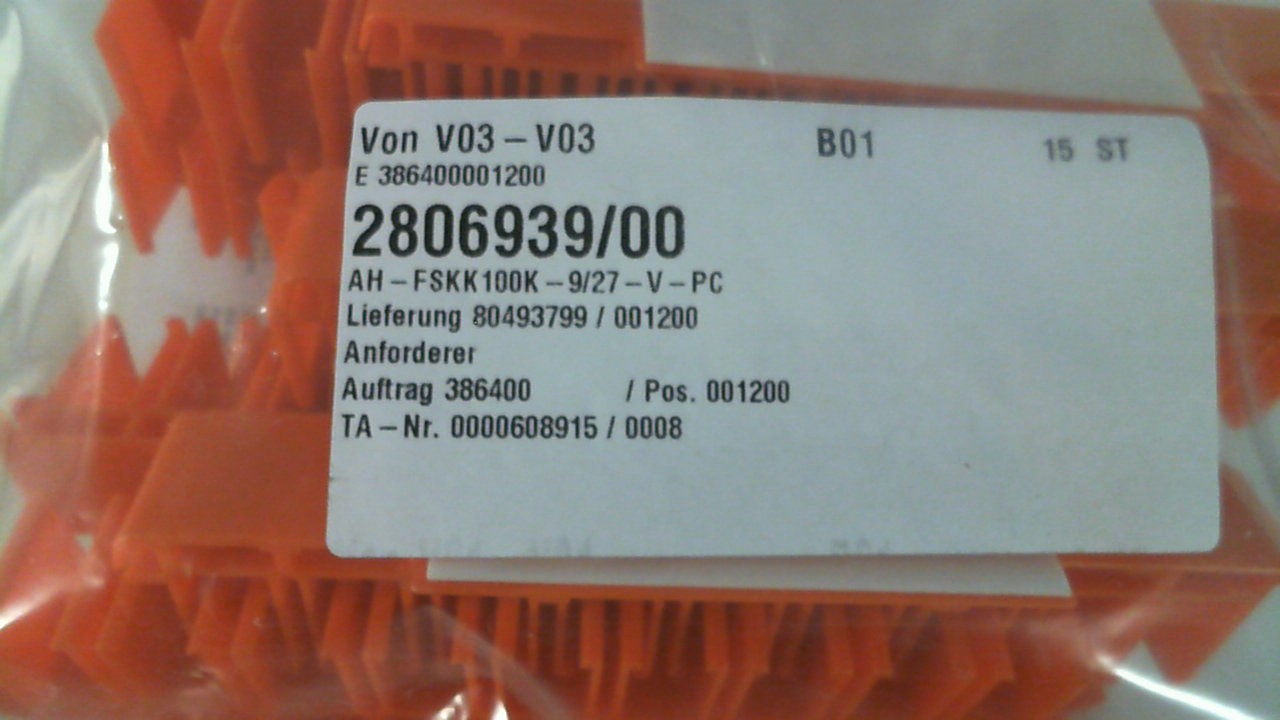 Von V03 – V03 B01 15 ST
E 386400001200
2806939/00
AH – FSKK100K – 9/27 – V – PC
Lieferung 80493799 / 001200
Anforderer
Auftrag 386400 / Pos. 001200
TA – Nr. 0000608915 / 0008